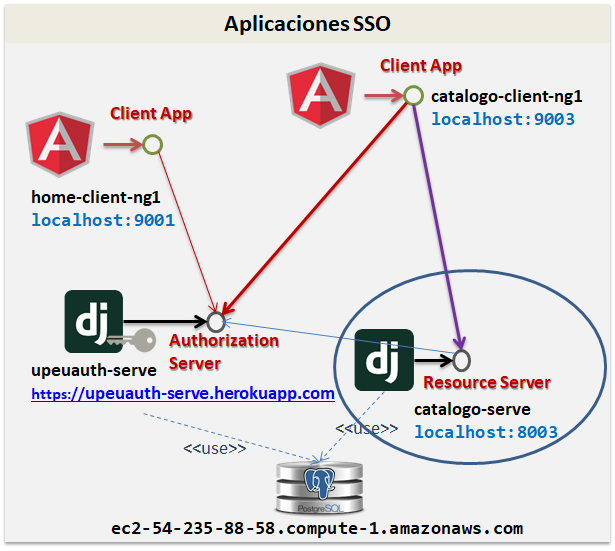 Aplicaciones SSO
Client App
catalogo-client-ng1
localhost:9003
Client App
home-client-ng1
localhost:9001
dj
Authorization
Server
upeuauth-serve
https://upeuauth-serve.herokuapp.com
dj
Resource Server
catalogo-serve
localhost:8003
<<use>>
<<use>>
PostgreSQL
ec2-54-235-88-58.compute-1.amazonaws.com